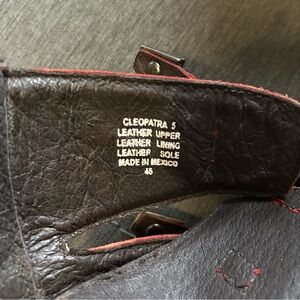 CLEOPATRA 5
LEATHER UPPER
LEATHER LINING
LEATHER SOLE
MADE IN MEXICO
45